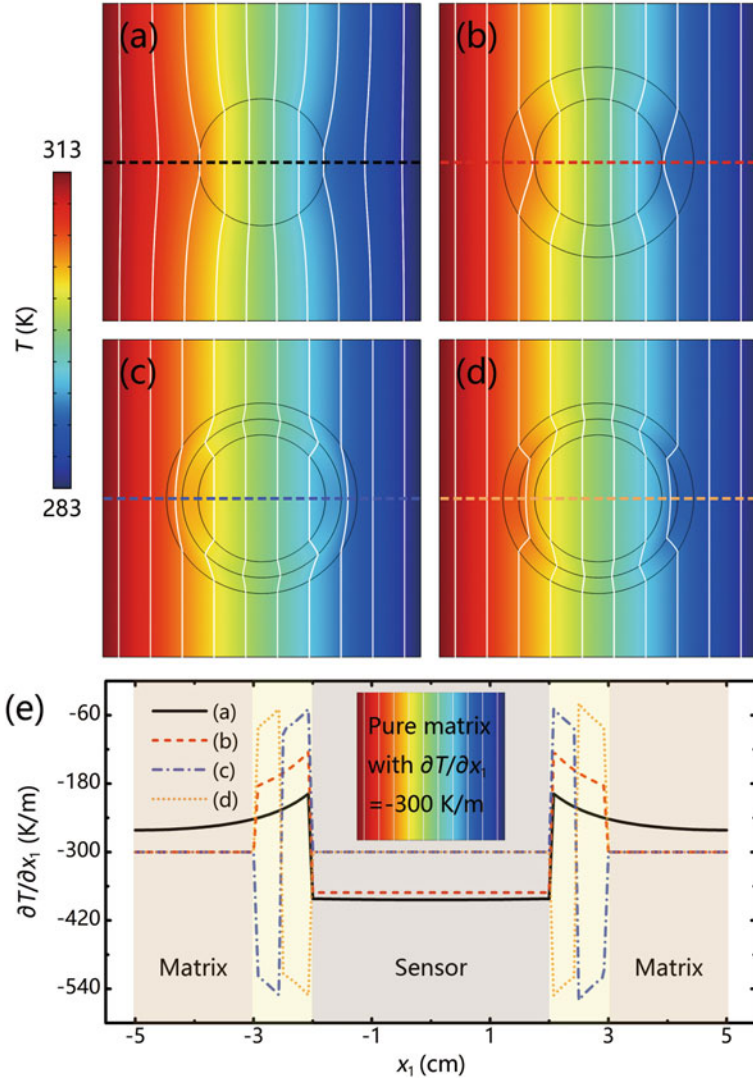 (a)
(b)
313
T (K)
283
(c)
(d)
(e)
-60
-180
-300
-420
-540
∂T/∂x₁ (K/m)
(a)
(b)
(c)
(d)
Pure matrix
with ∂T/∂x₁
=-300 K/m
Matrix
Sensor
Matrix
-5
-3
-1
1
3
5
x₁ (cm)